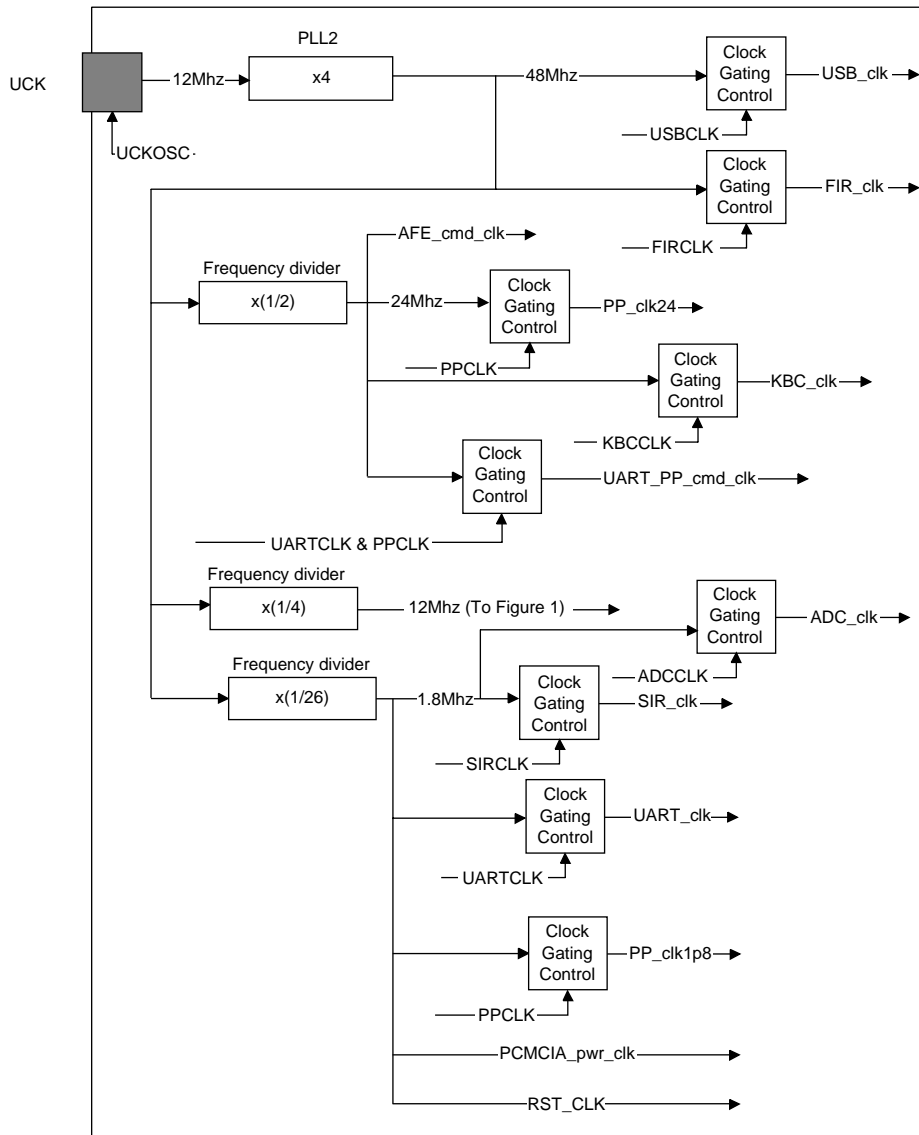 PLL2
UCK
12Mhz
x4
48Mhz
Clock
Gating
Control
USB_clk
USBCLK
UCKOSC
Clock
Gating
Control
FIR_clk
FIRCLK
AFE_cmd_clk
Frequency divider
x(1/2)
24Mhz
Clock
Gating
Control
PP_clk24
PPCLK
Clock
Gating
Control
KBC_clk
KBCCLK
Clock
Gating
Control
UART_PP_cmd_clk
UARTCLK & PPCLK
Frequency divider
x(1/4)
12Mhz (To Figure 1)
Clock
Gating
Control
ADC_clk
ADCCLK
Frequency divider
x(1/26)
1.8Mhz
Clock
Gating
Control
SIR_clk
SIRCLK
Clock
Gating
Control
UART_clk
UARTCLK
Clock
Gating
Control
PP_clk1p8
PPCLK
PCMCIA_pwr_clk
RST_CLK